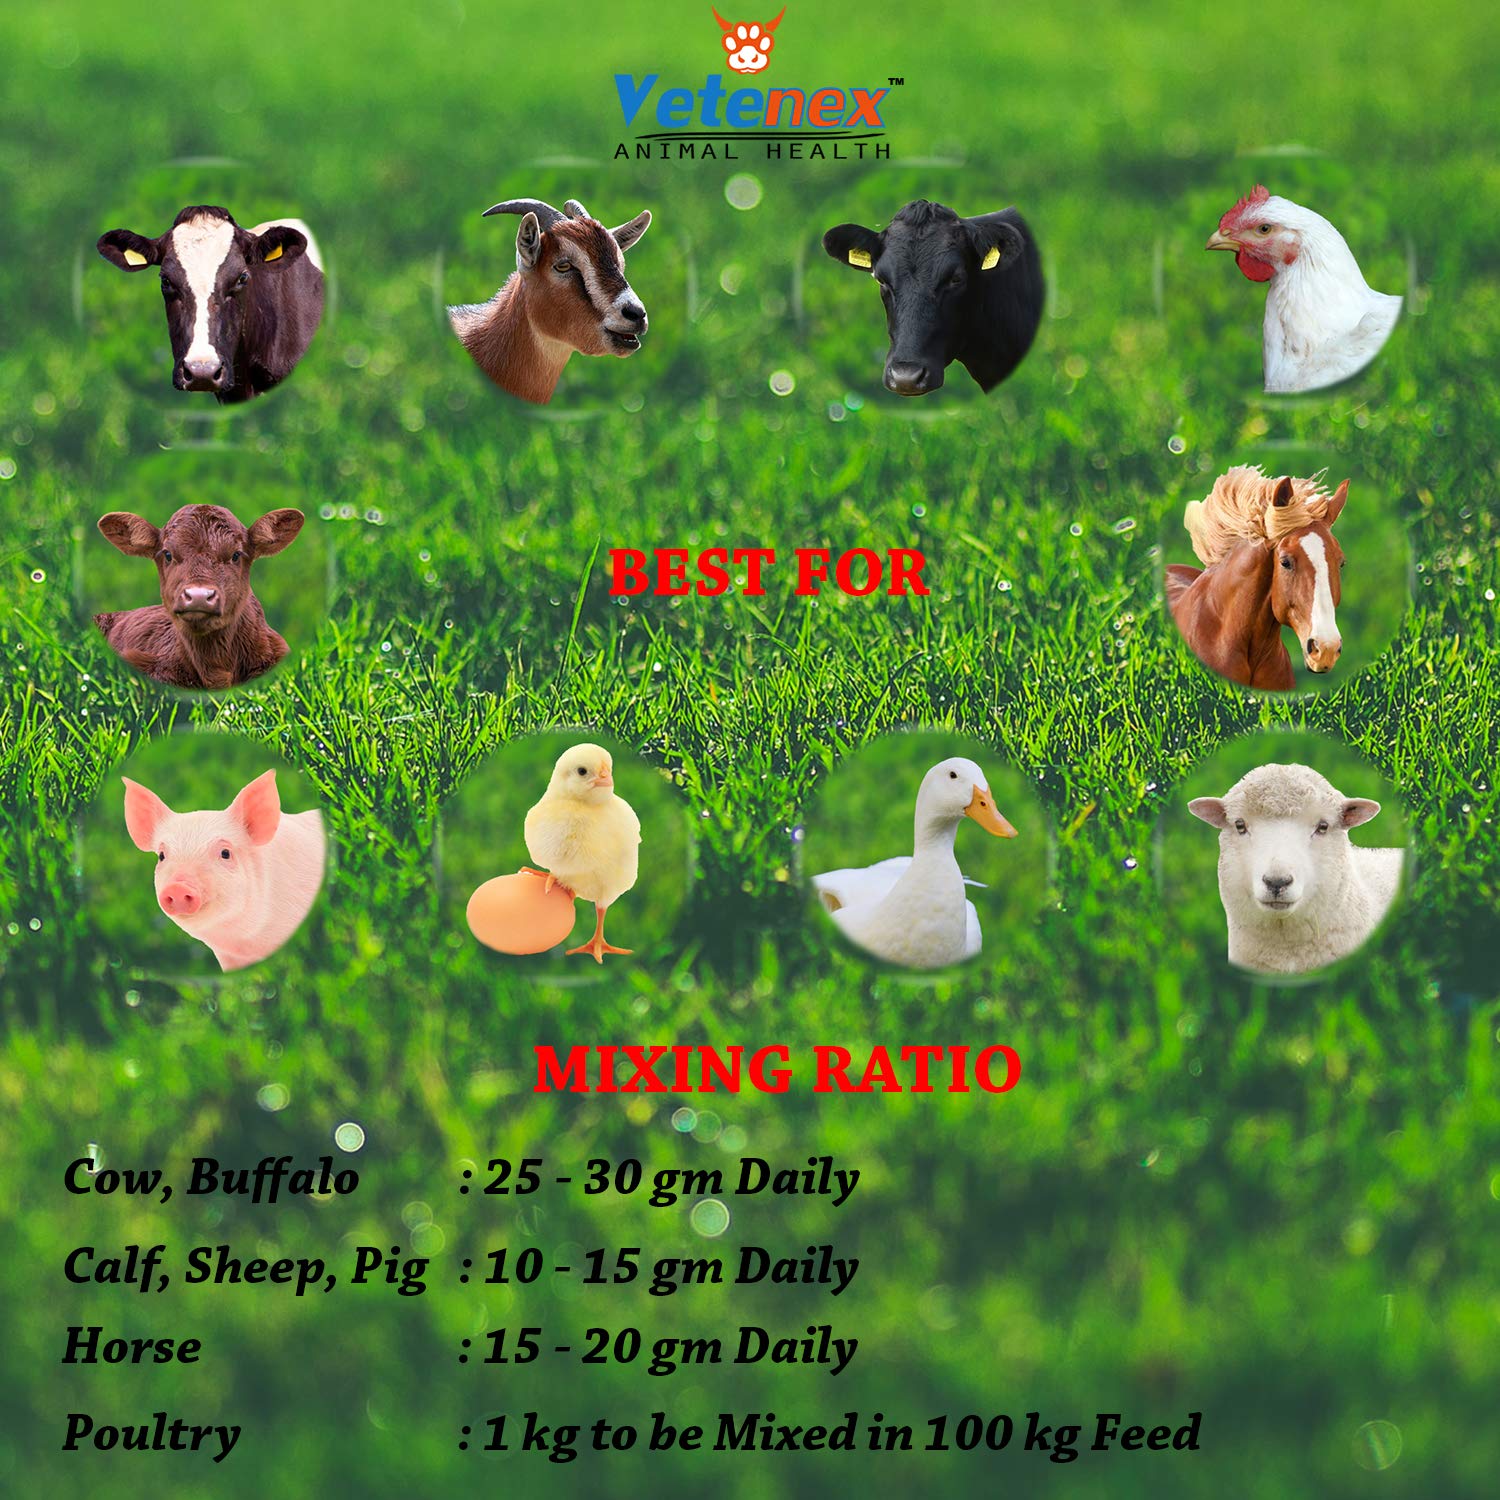 Vetenex™
ANIMAL HEALTH
BEST FOR
MIXING RATIO
Cow, Buffalo : 25 - 30 gm Daily
Calf, Sheep, Pig : 10 - 15 gm Daily
Horse : 15 - 20 gm Daily
Poultry : 1 kg to be Mixed in 100 kg Feed